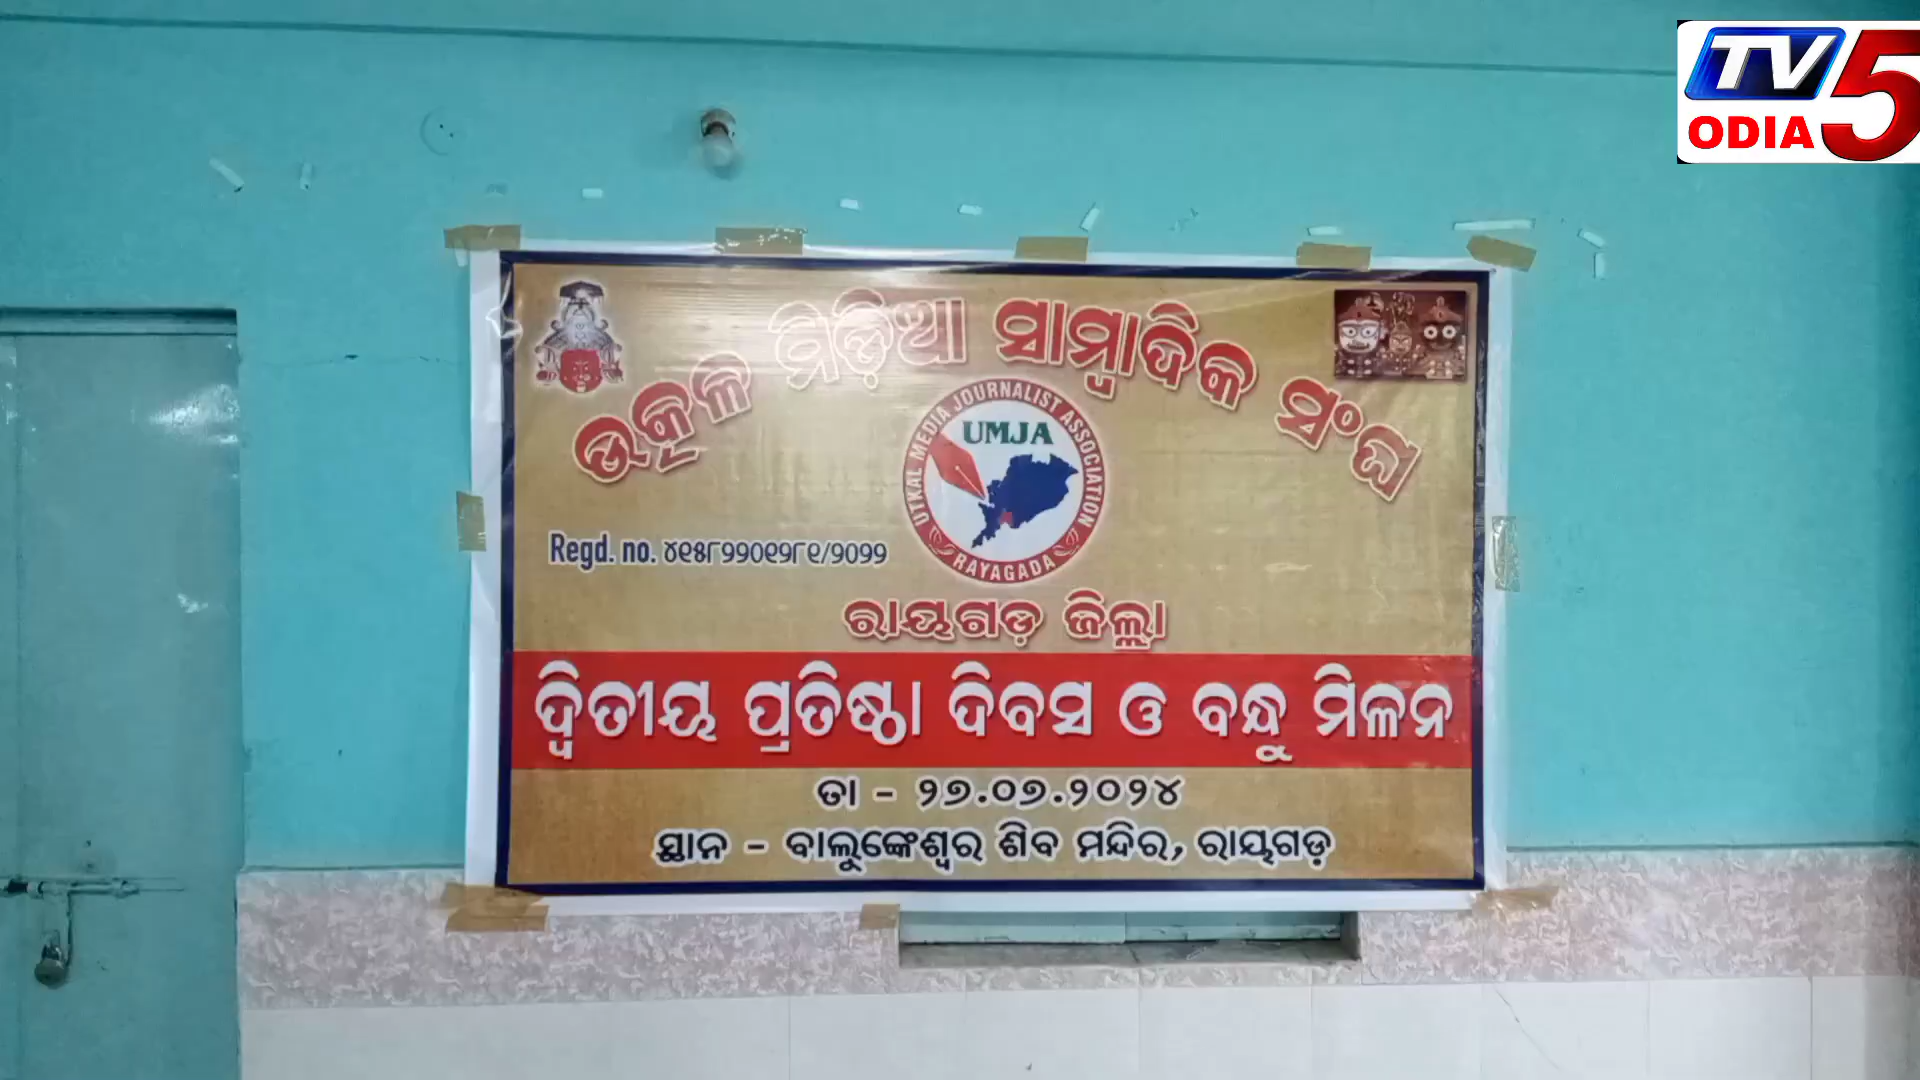 TV5
ODIA
ଉତ୍କଳ ମିଡ଼ିଆ ସାମ୍ବାଦିକ ସଂଘ
UTKAL MEDIA JOURNALIST ASSOCIATION
UMJA
RAYAGADA
Regd. no. ୪୧୫୮୨୨୦୧୨୮୧/୨୦୨୨
ରାୟଗଡ଼ ଜିଲ୍ଲା
ଦ୍ଵିତୀୟ ପ୍ରତିଷ୍ଠା ଦିବସ ଓ ବନ୍ଧୁ ମିଳନ
ତା - ୨୭.୦୭.୨୦୨୪
ସ୍ଥାନ - ବାଲୁଙ୍କେଶ୍ୱର ଶିବ ମନ୍ଦିର, ରାୟଗଡ଼